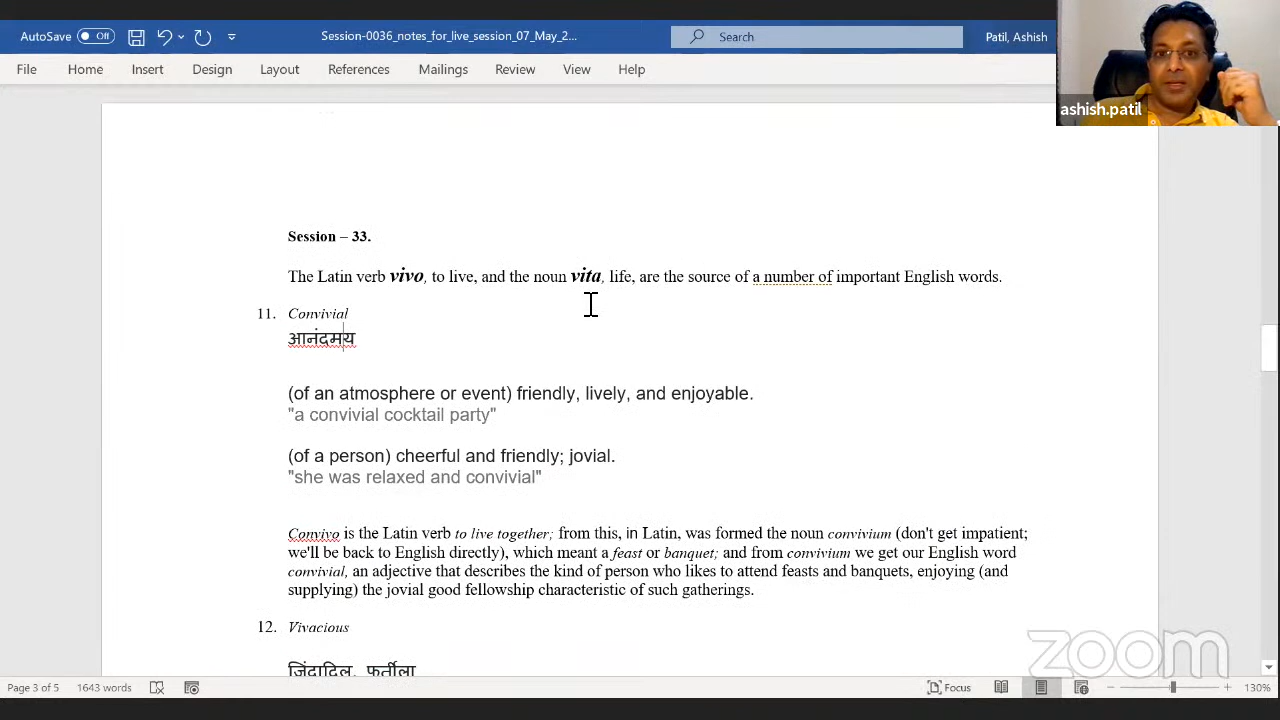 AutoSave Off Session-0036_notes_for_live_session_07_May_2... Search Patil, Ashish
File Home Insert Design Layout References Mailings Review View Help
ashish.patil
Session – 33.
The Latin verb vivo, to live, and the noun vita, life, are the source of a number of important English words.
11. Convivial
आनंदमय
(of an atmosphere or event) friendly, lively, and enjoyable.
"a convivial cocktail party"
(of a person) cheerful and friendly; jovial.
"she was relaxed and convivial"
Convivo is the Latin verb to live together; from this, in Latin, was formed the noun convivium (don't get impatient;
we'll be back to English directly), which meant a feast or banquet; and from convivium we get our English word
convivial, an adjective that describes the kind of person who likes to attend feasts and banquets, enjoying (and
supplying) the jovial good fellowship characteristic of such gatherings.
12. Vivacious
जिंदादिल, फुर्तीला
zoom
Page 3 of 5 1643 words Focus 130%